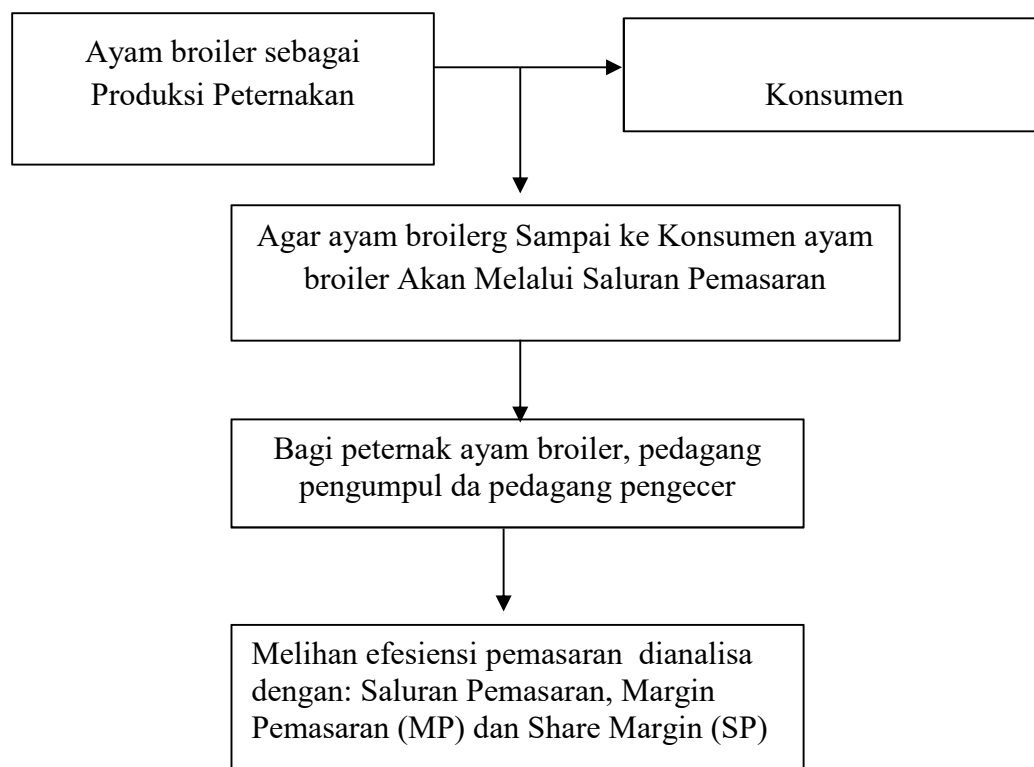 Ayam broiler sebagai
Produksi Peternakan
Konsumen
Agar ayam broilerg Sampai ke Konsumen ayam
broiler Akan Melalui Saluran Pemasaran
Bagi peternak ayam broiler, pedagang
pengumpul da pedagang pengecer
Melihan efesiensi pemasaran  dianalisa
dengan: Saluran Pemasaran, Margin
Pemasaran (MP) dan Share Margin (SP)